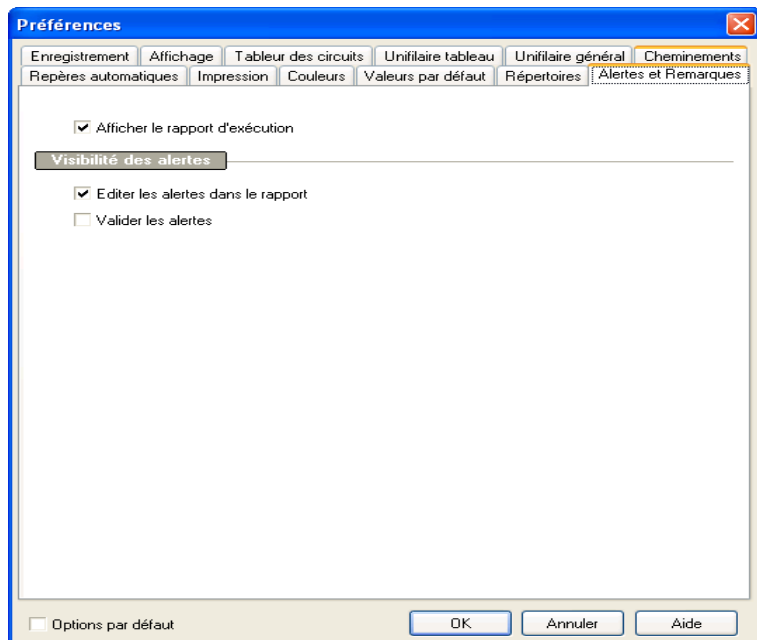 Préférences
Enregistrement Affichage Tableur des circuits Unifilaire tableau Unifilaire général Cheminements
Repères automatiques Impression Couleurs Valeurs par défaut Répertoires Alertes et Remarques
Afficher le rapport d'exécution
Visibilité des alertes
Editer les alertes dans le rapport
Valider les alertes
Options par défaut OK Annuler Aide